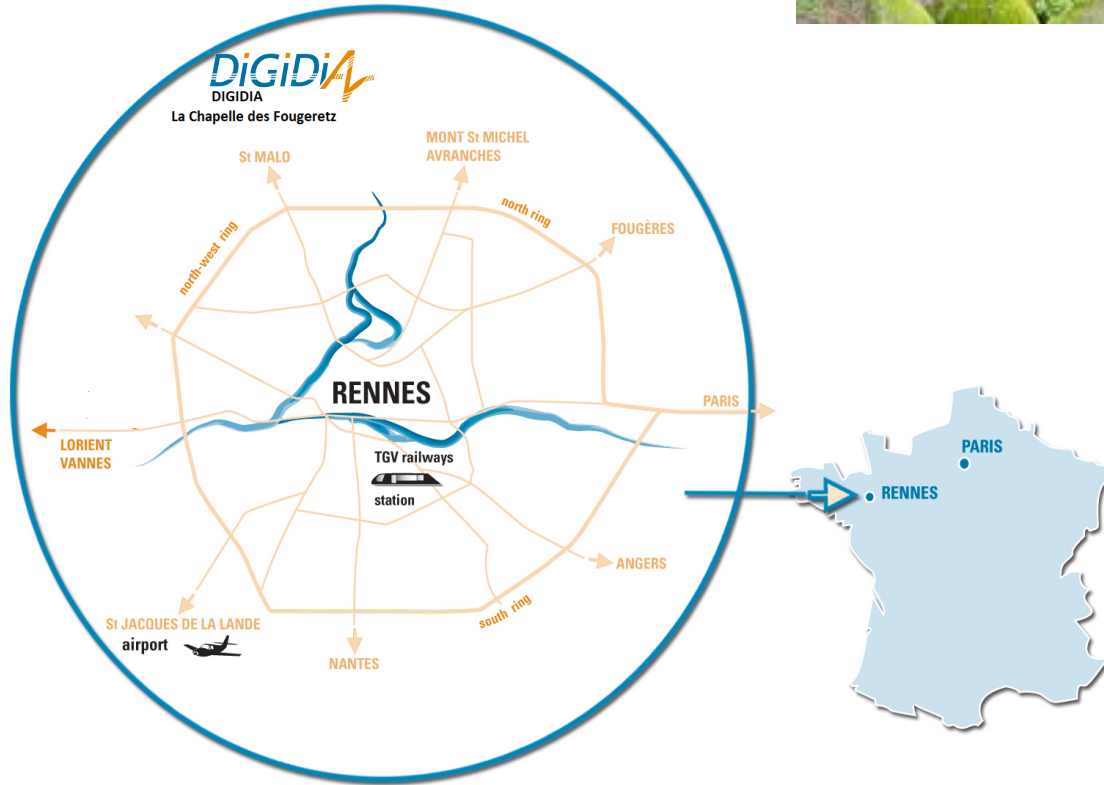 DiGiDiA
DIGIDIA
La Chapelle des Fougeretz
St MALO
MONT St MICHEL
AVRANCHES
north ring
FOUGÈRES
north-west ring
RENNES
PARIS
LORIENT
VANNES
TGV railways
station
ANGERS
south ring
St JACQUES DE LA LANDE
airport
NANTES
PARIS
RENNES